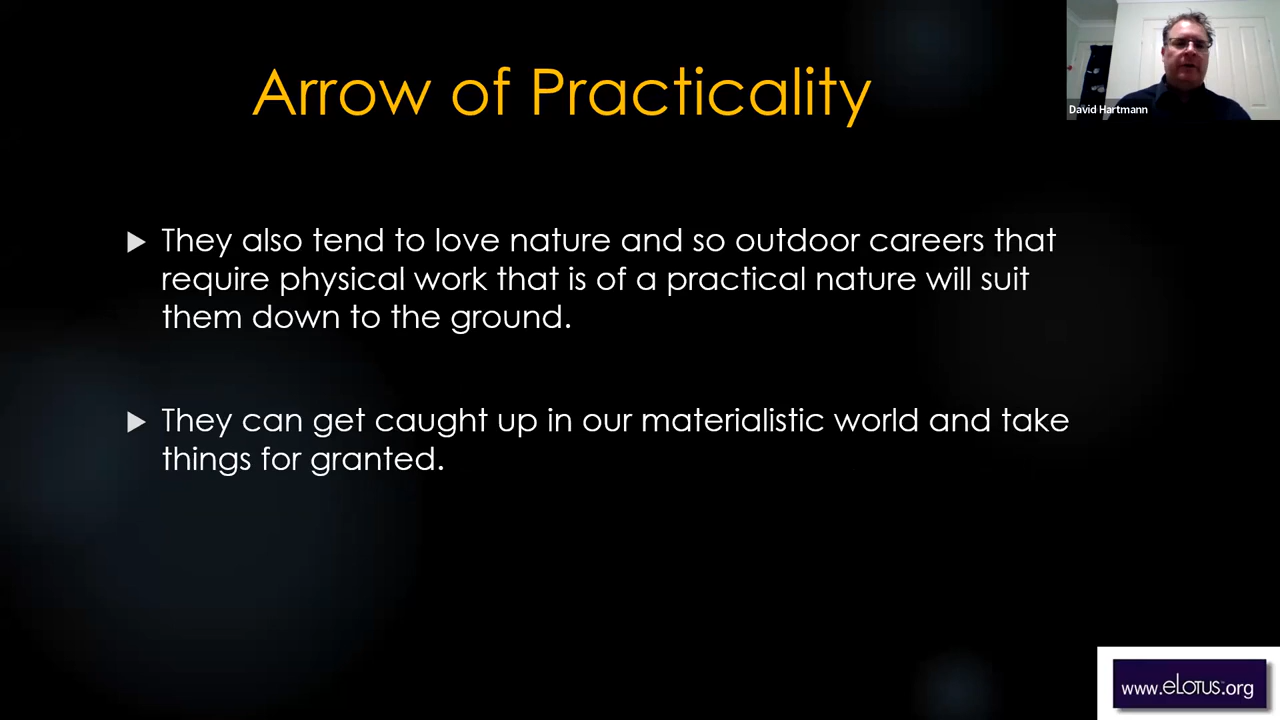 Arrow of Practicality
David Hartmann
They also tend to love nature and so outdoor careers that
require physical work that is of a practical nature will suit
them down to the ground.
They can get caught up in our materialistic world and take
things for granted.
www.eLotus.org